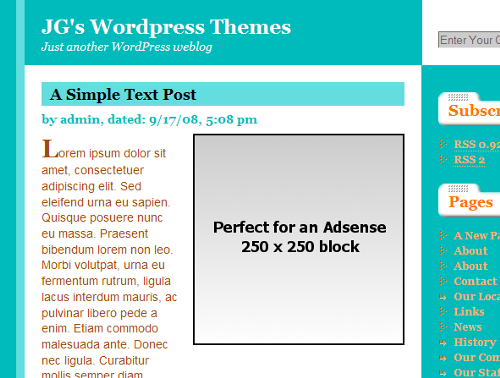 JG's Wordpress Themes
Just another WordPress weblog
Enter Your
A Simple Text Post
by admin, dated: 9/17/08, 5:08 pm
Lorem ipsum dolor sit
amet, consectetuer
adipiscing elit. Sed
eleifend urna eu sapien.
Quisque posuere nunc
eu massa. Praesent
bibendum lorem non leo.
Morbi volutpat, urna eu
fermentum rutrum, ligula
lacus interdum mauris, ac
pulvinar libero pede a
enim. Etiam commodo
malesuada ante. Donec
nec ligula. Curabitur
mollis semper diam.
Perfect for an Adsense
250 x 250 block
Subscr
RSS 0.92
RSS 2
Pages
A New
About
About
Contact
Our Loca
Links
News
History
Our Com
Our Staf